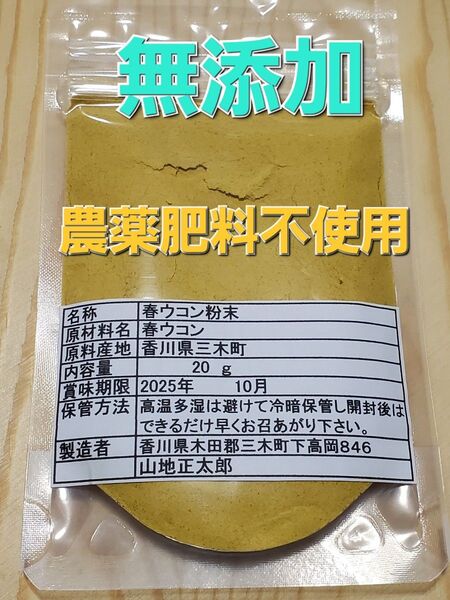 無添加
農薬肥料不使用
名称 春ウコン粉末
原材料名 春ウコン
原料産地 香川県三木町
内容量 20 g
賞味期限 2025年 10月
保管方法 高温多湿は避けて冷暗保管し開封後は
できるだけ早くお召あがり下さい。
製造者 香川県木田郡三木町下高岡846
山地正太郎